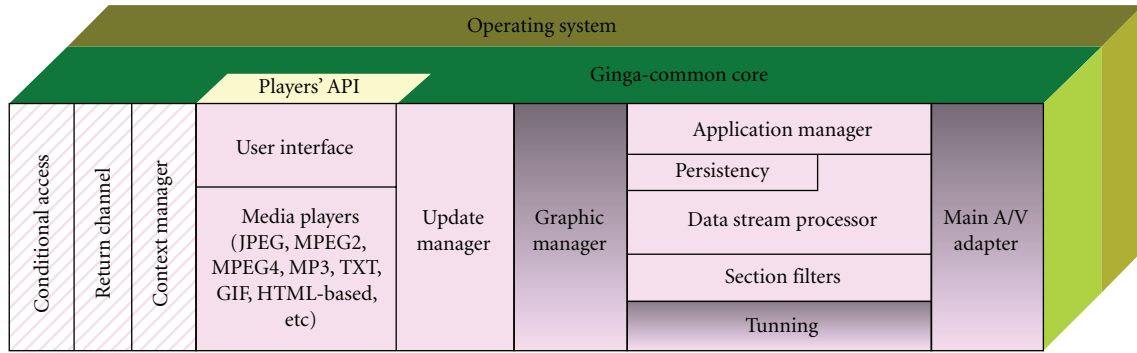 Operating system
Ginga-common core
Players' API
Conditional access
Return channel
Context manager
User interface
Media players
(JPEG, MPEG2,
MPEG4, MP3, TXT,
GIF, HTML-based,
etc)
Update
manager
Graphic
manager
Application manager
Persistency
Data stream processor
Section filters
Tunning
Main A/V
adapter